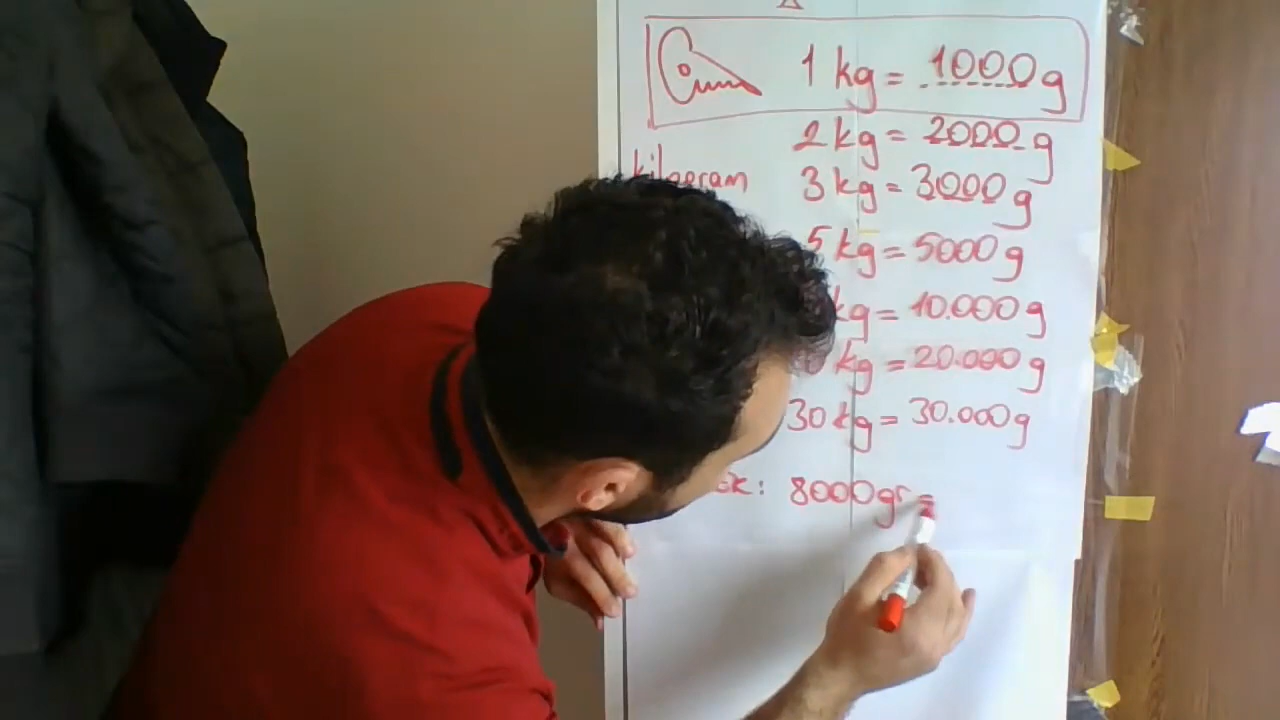 1 kg = 1000 g
2 kg = 2000 g
kilogram
3 kg = 3000 g
5 kg = 5000 g
kg = 10.000 g
kg = 20.000 g
30 kg = 30.000 g
8000 gr =